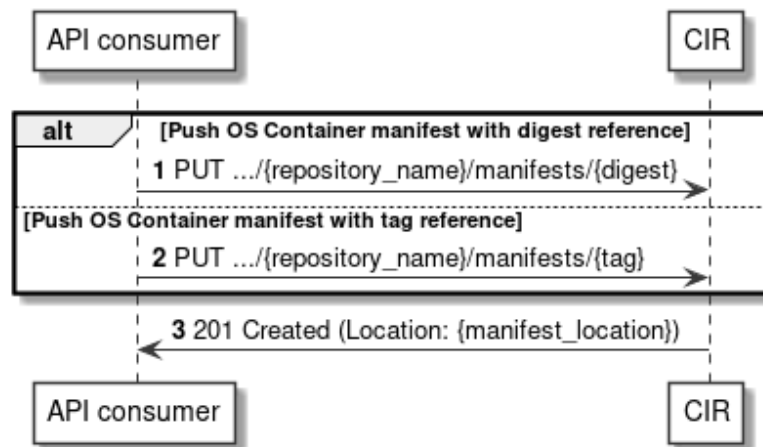 API consumer CIR
alt [Push OS Container manifest with digest reference]
1 PUT .../{repository_name}/manifests/{digest}
[Push OS Container manifest with tag reference]
2 PUT .../{repository_name}/manifests/{tag}
3 201 Created (Location: {manifest_location})
API consumer CIR